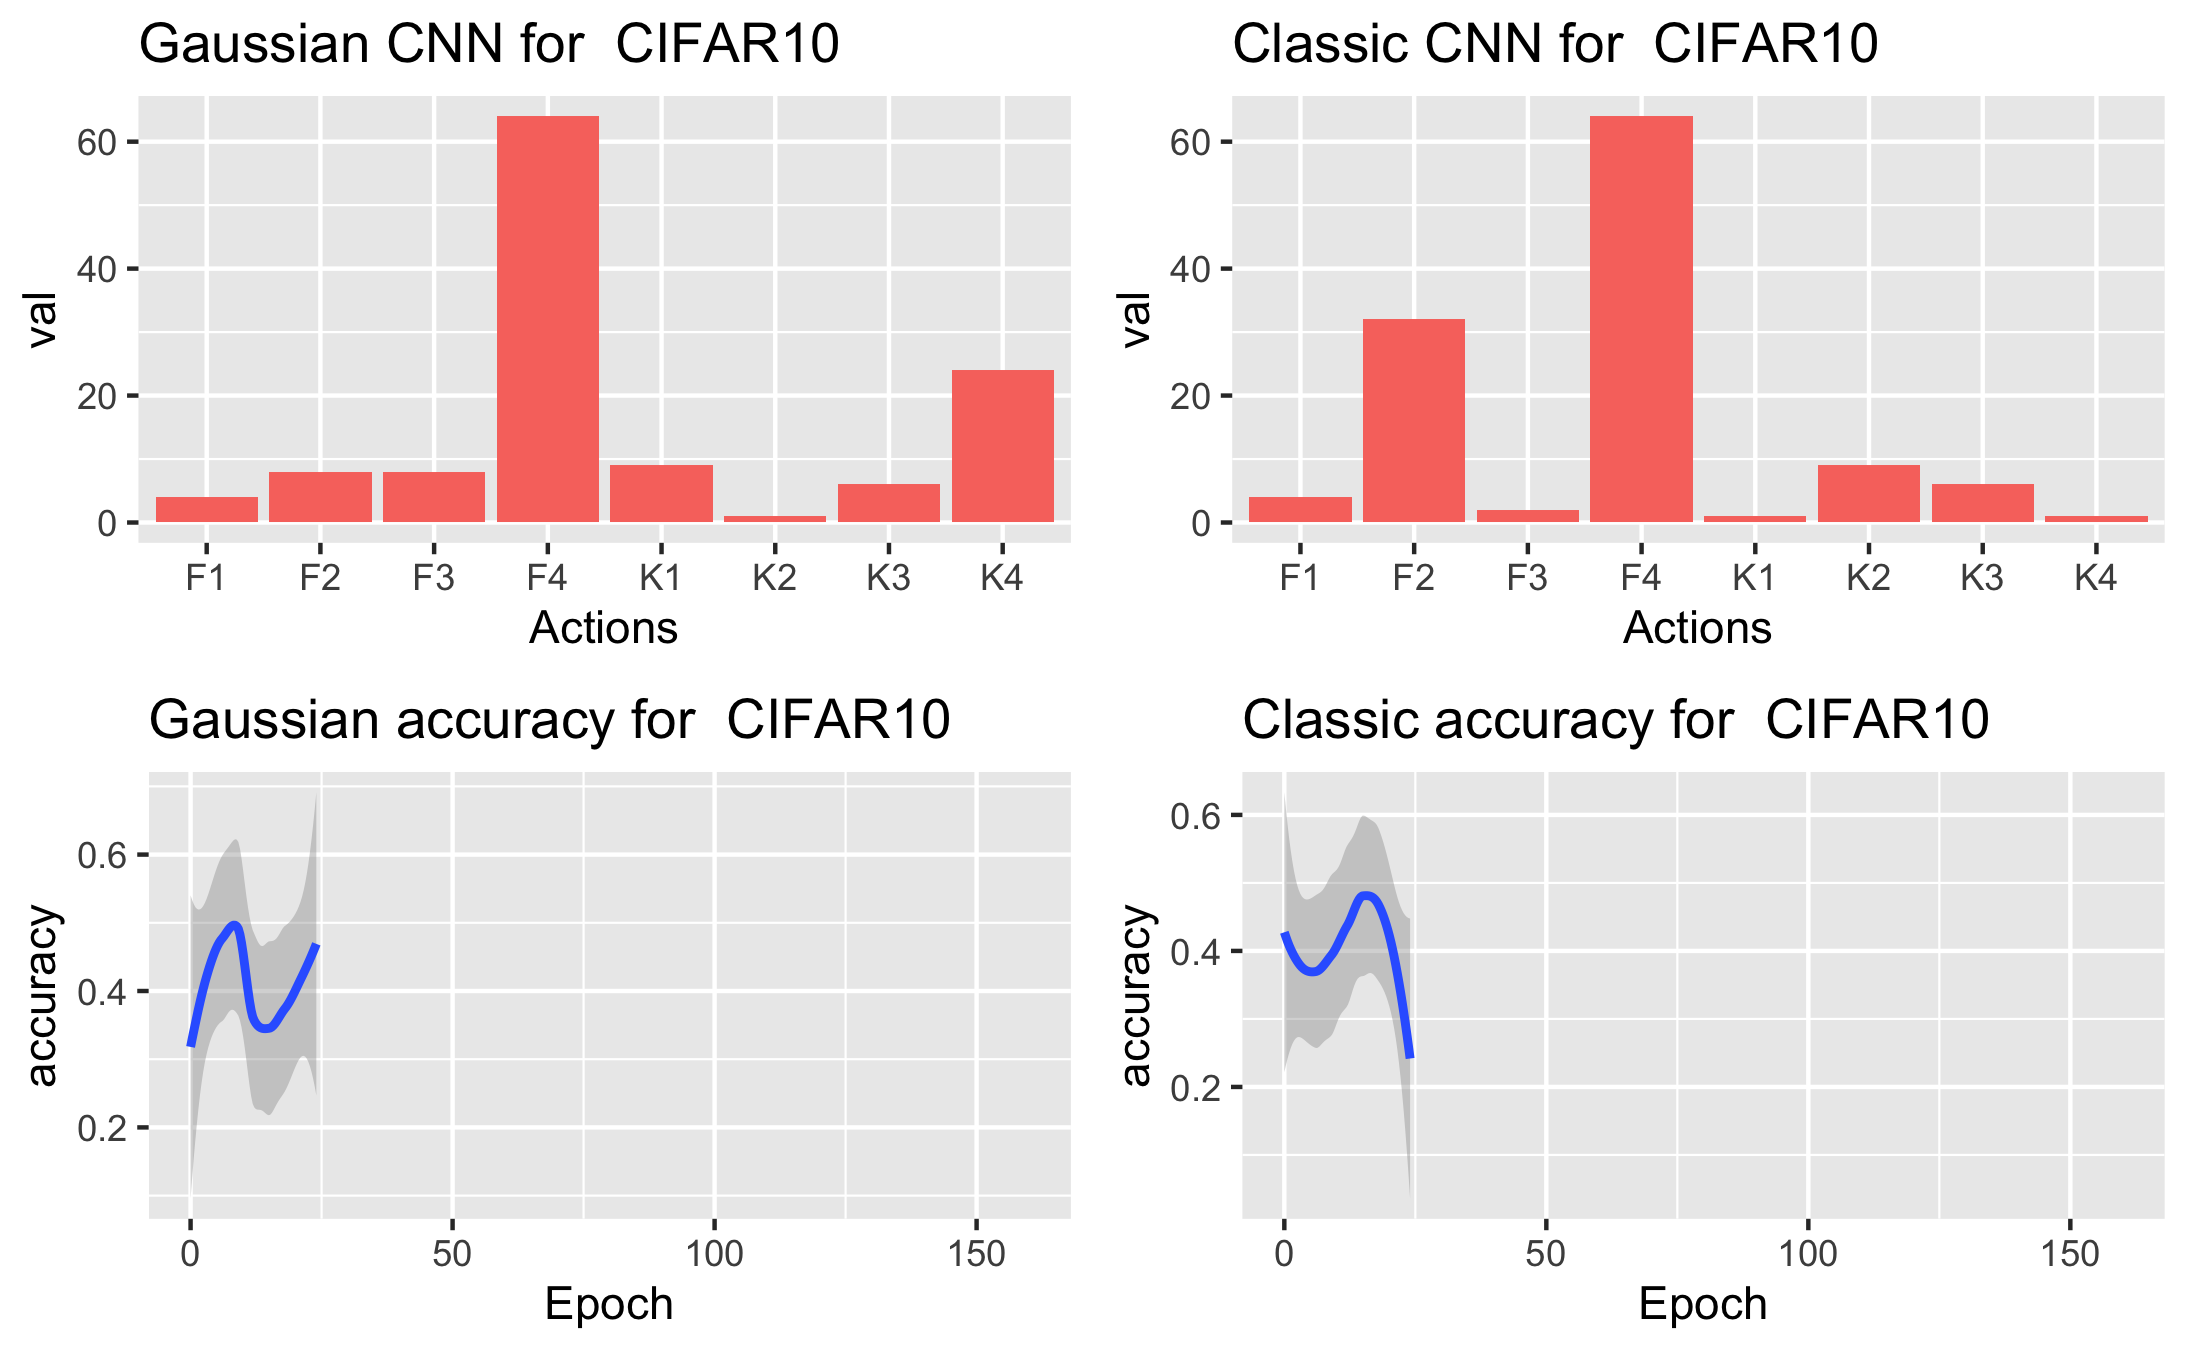 Gaussian CNN for  CIFAR10
val
60
40
20
0
F1 F2 F3 F4 K1 K2 K3 K4
Actions
Classic CNN for  CIFAR10
val
60
40
20
0
F1 F2 F3 F4 K1 K2 K3 K4
Actions
Gaussian accuracy for  CIFAR10
accuracy
0.6
0.4
0.2
0 50 100 150
Epoch
Classic accuracy for  CIFAR10
accuracy
0.6
0.4
0.2
0 50 100 150
Epoch